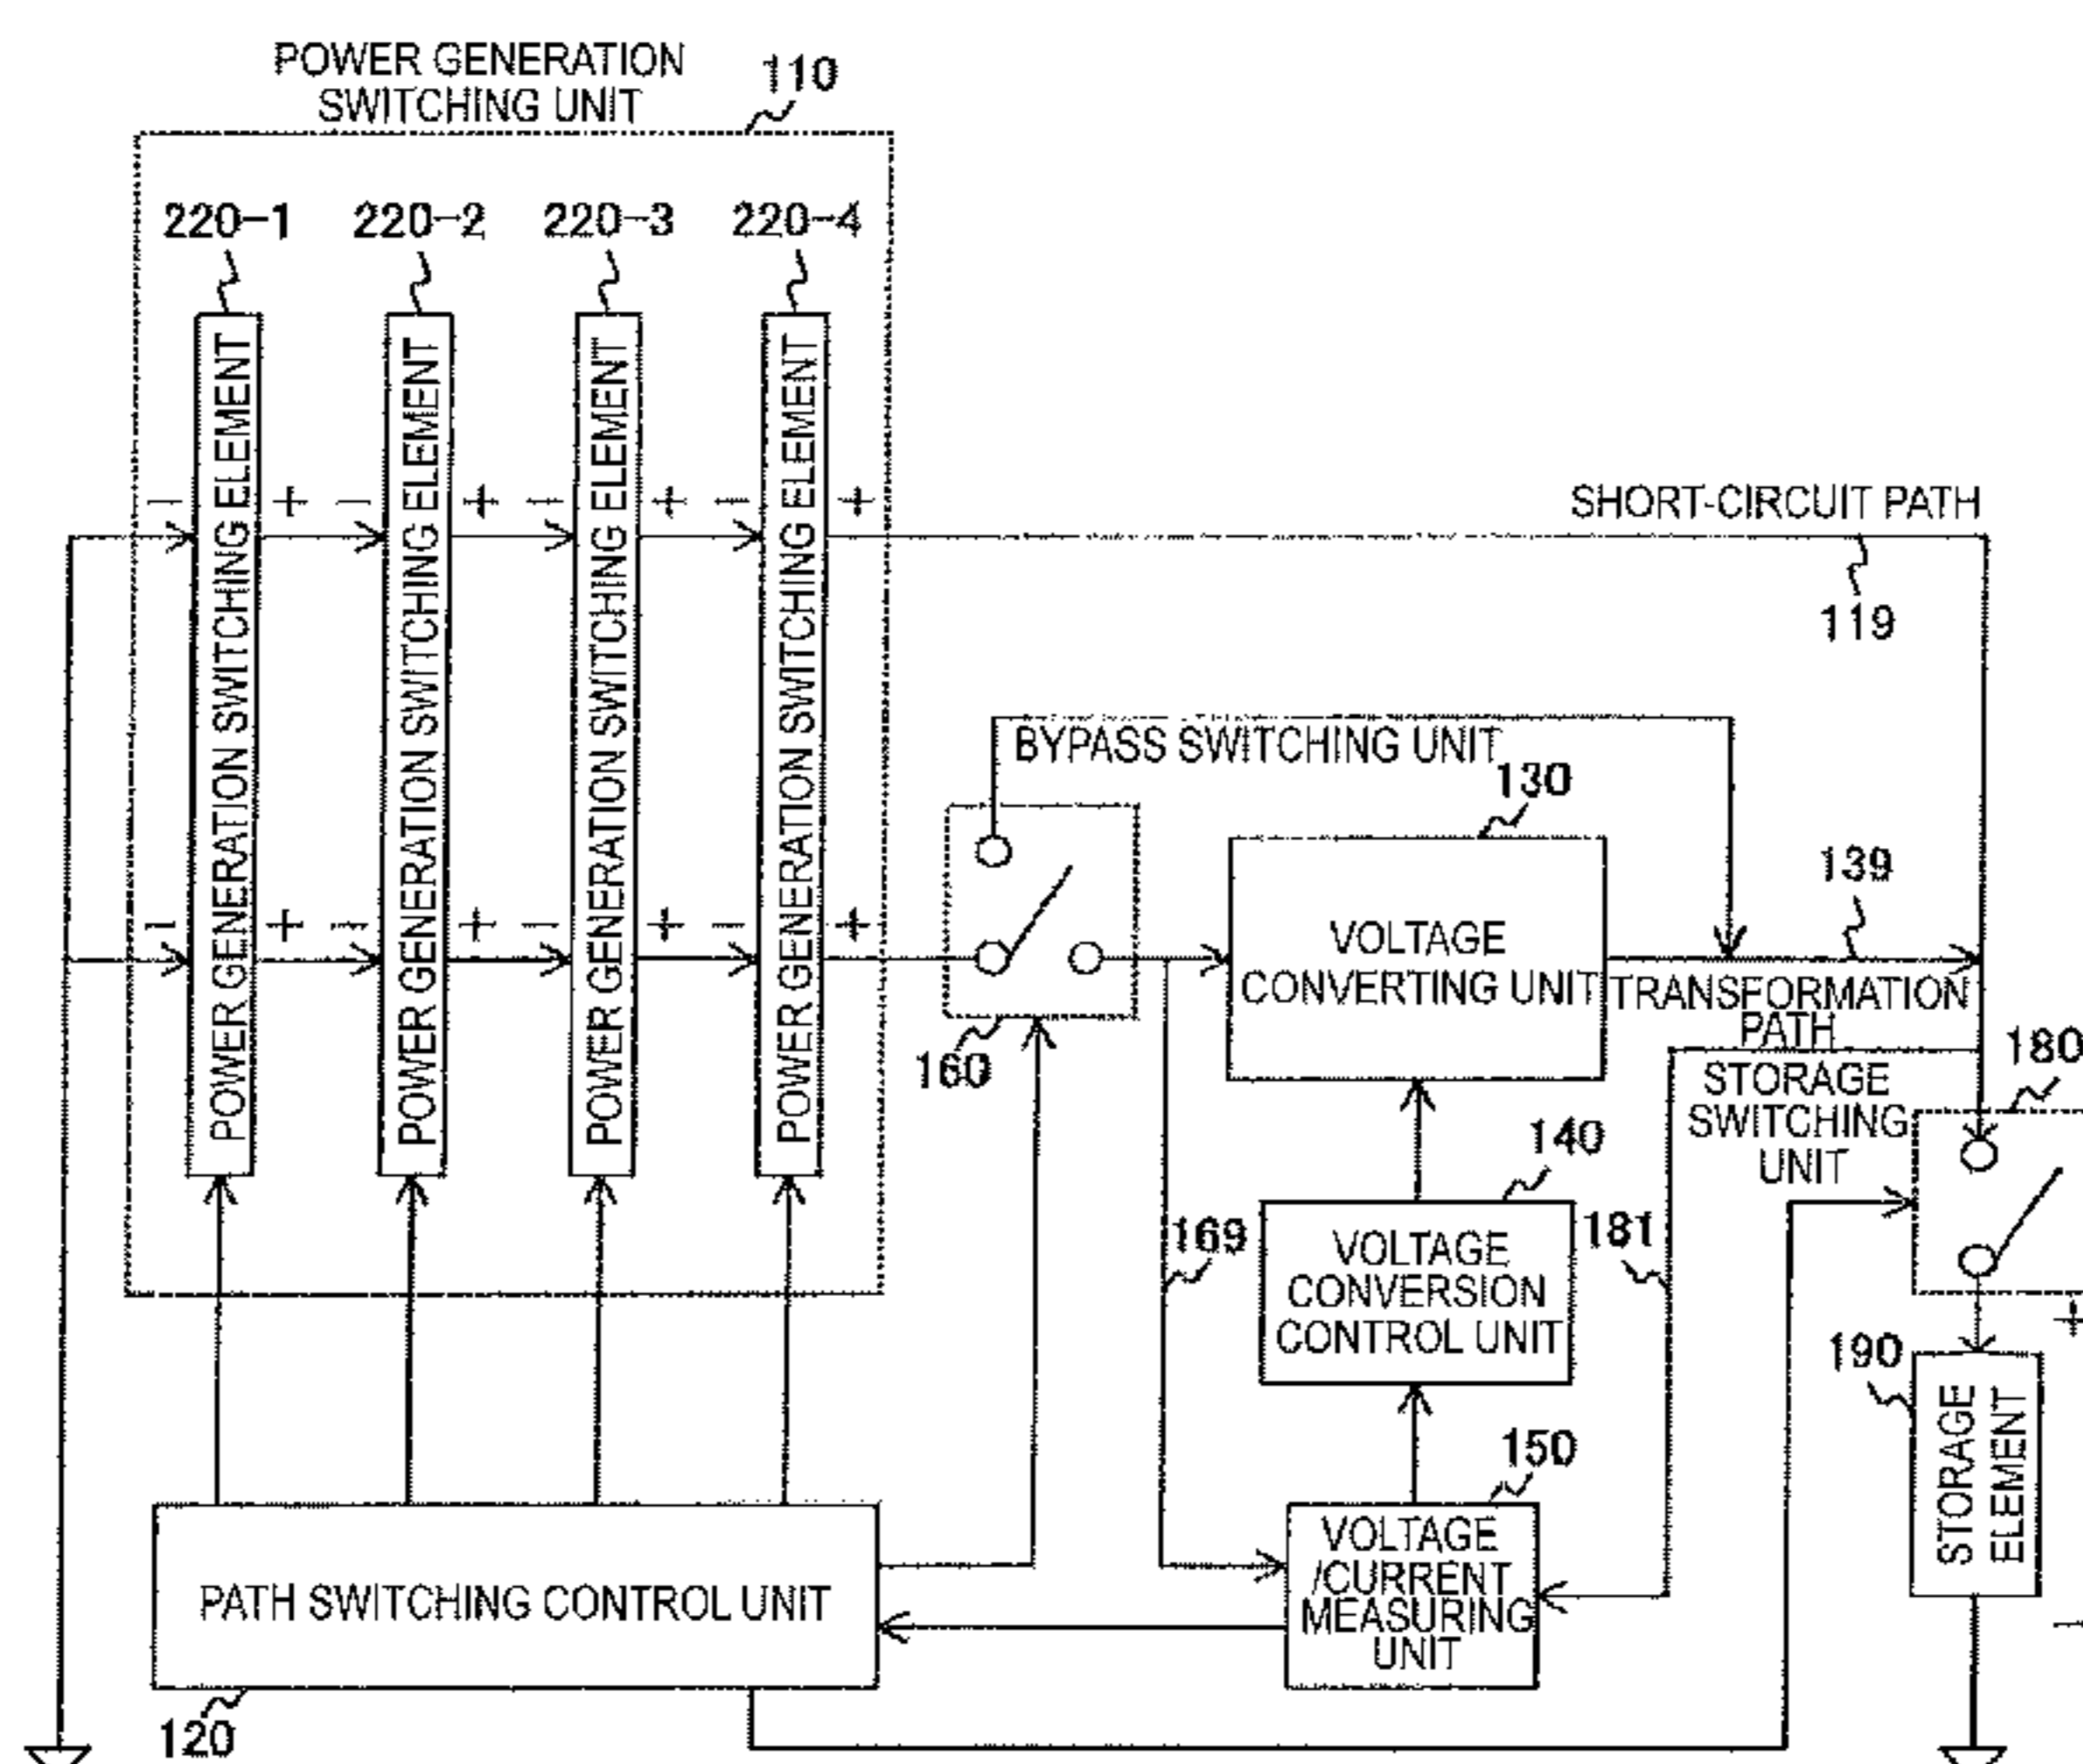 POWER GENERATION
SWITCHING UNIT
110
220-1
220-2
220-3
220-4
POWER GENERATION SWITCHING ELEMENT
POWER GENERATION SWITCHING ELEMENT
POWER GENERATION SWITCHING ELEMENT
POWER GENERATION SWITCHING ELEMENT
- + - + - + - +
- + - + - + - +
SHORT-CIRCUIT PATH
119
BYPASS SWITCHING UNIT
160
130
VOLTAGE
CONVERTING UNIT
139
TRANSFORMATION
PATH
STORAGE
SWITCHING
UNIT
180
140
VOLTAGE
CONVERSION
CONTROL UNIT
169
181
150
VOLTAGE
/CURRENT
MEASURING
UNIT
190
STORAGE
ELEMENT
+
-
PATH SWITCHING CONTROL UNIT
120